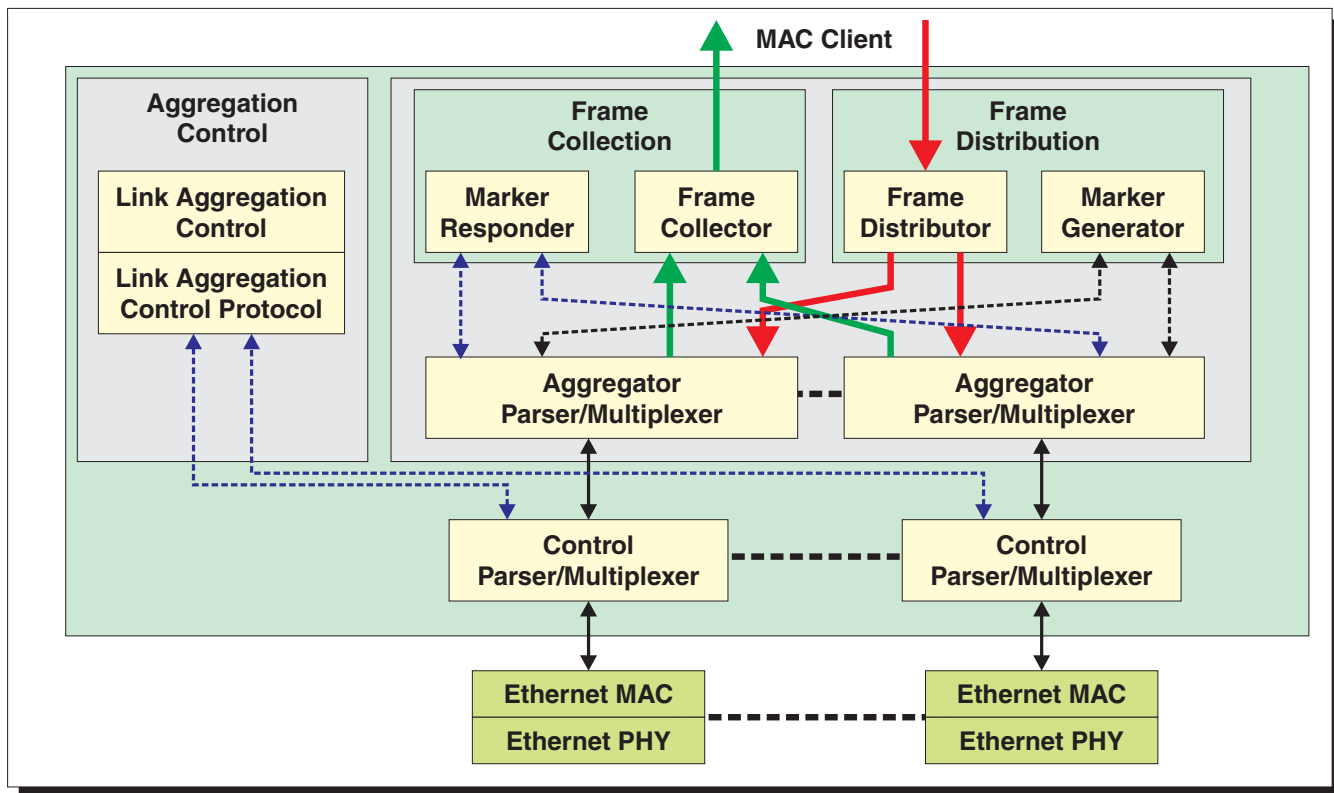 MAC Client
Aggregation
Control
Frame
Collection
Frame
Distribution
Link Aggregation
Control
Link Aggregation
Control Protocol
Marker
Responder
Frame
Collector
Frame
Distributor
Marker
Generator
Aggregator
Parser/Multiplexer
Aggregator
Parser/Multiplexer
Control
Parser/Multiplexer
Control
Parser/Multiplexer
Ethernet MAC
Ethernet PHY
Ethernet MAC
Ethernet PHY